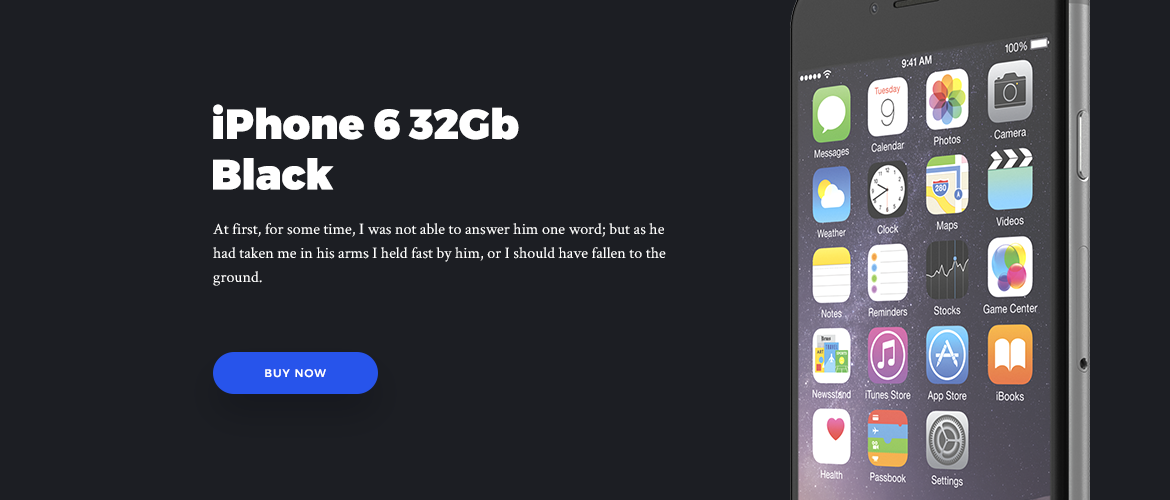 iPhone 6 32Gb
Black
At first, for some time, I was not able to answer him one word; but as he
had taken me in his arms I held fast by him, or I should have fallen to the
ground.
BUY NOW
9:41 AM
100%
Tuesday
9
Messages
Calendar
Photos
Camera
280
Weather
Clock
Maps
Videos
Notes
Reminders
Stocks
Game Center
Newsstand
iTunes Store
App Store
iBooks
Health
Passbook
Settings